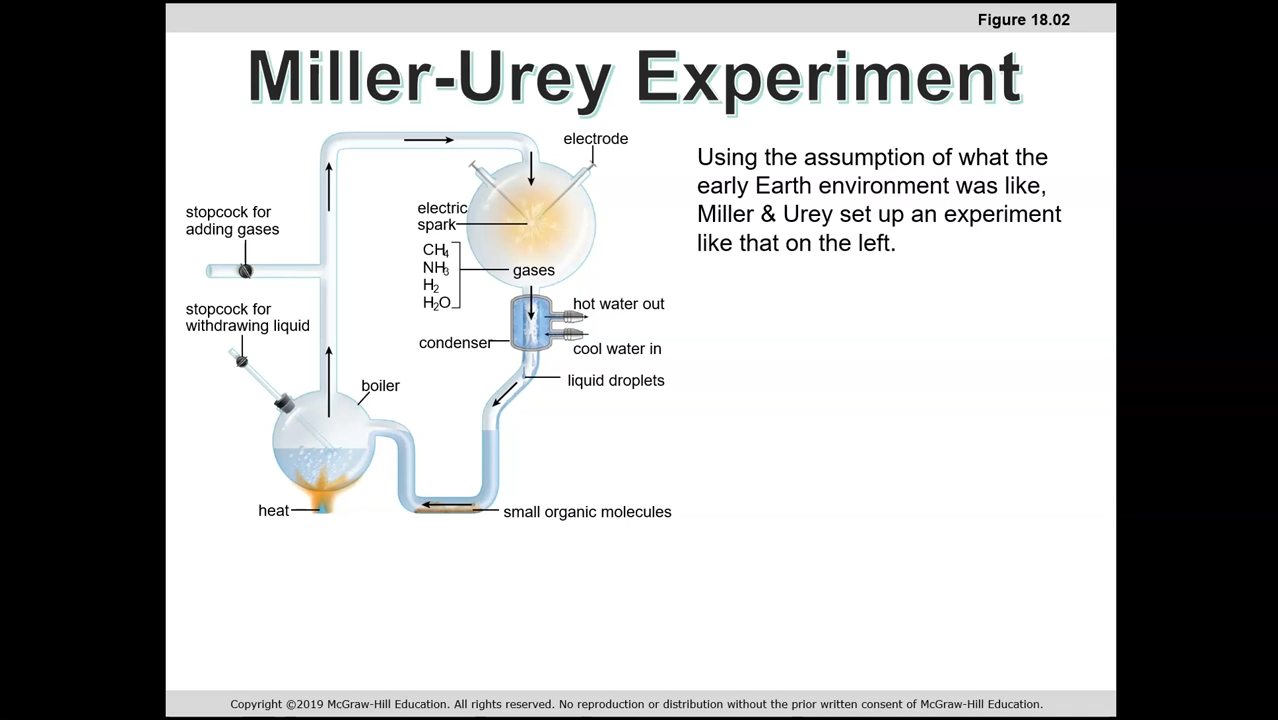 Figure 18.02
Miller-Urey Experiment
electrode
Using the assumption of what the
early Earth environment was like,
Miller & Urey set up an experiment
like that on the left.
stopcock for
adding gases
electric
spark
CH4
NH3
H2
H2O
gases
hot water out
stopcock for
withdrawing liquid
condenser
cool water in
liquid droplets
boiler
heat
small organic molecules
Copyright ©2019 McGraw-Hill Education. All rights reserved. No reproduction or distribution without the prior written consent of McGraw-Hill Education.